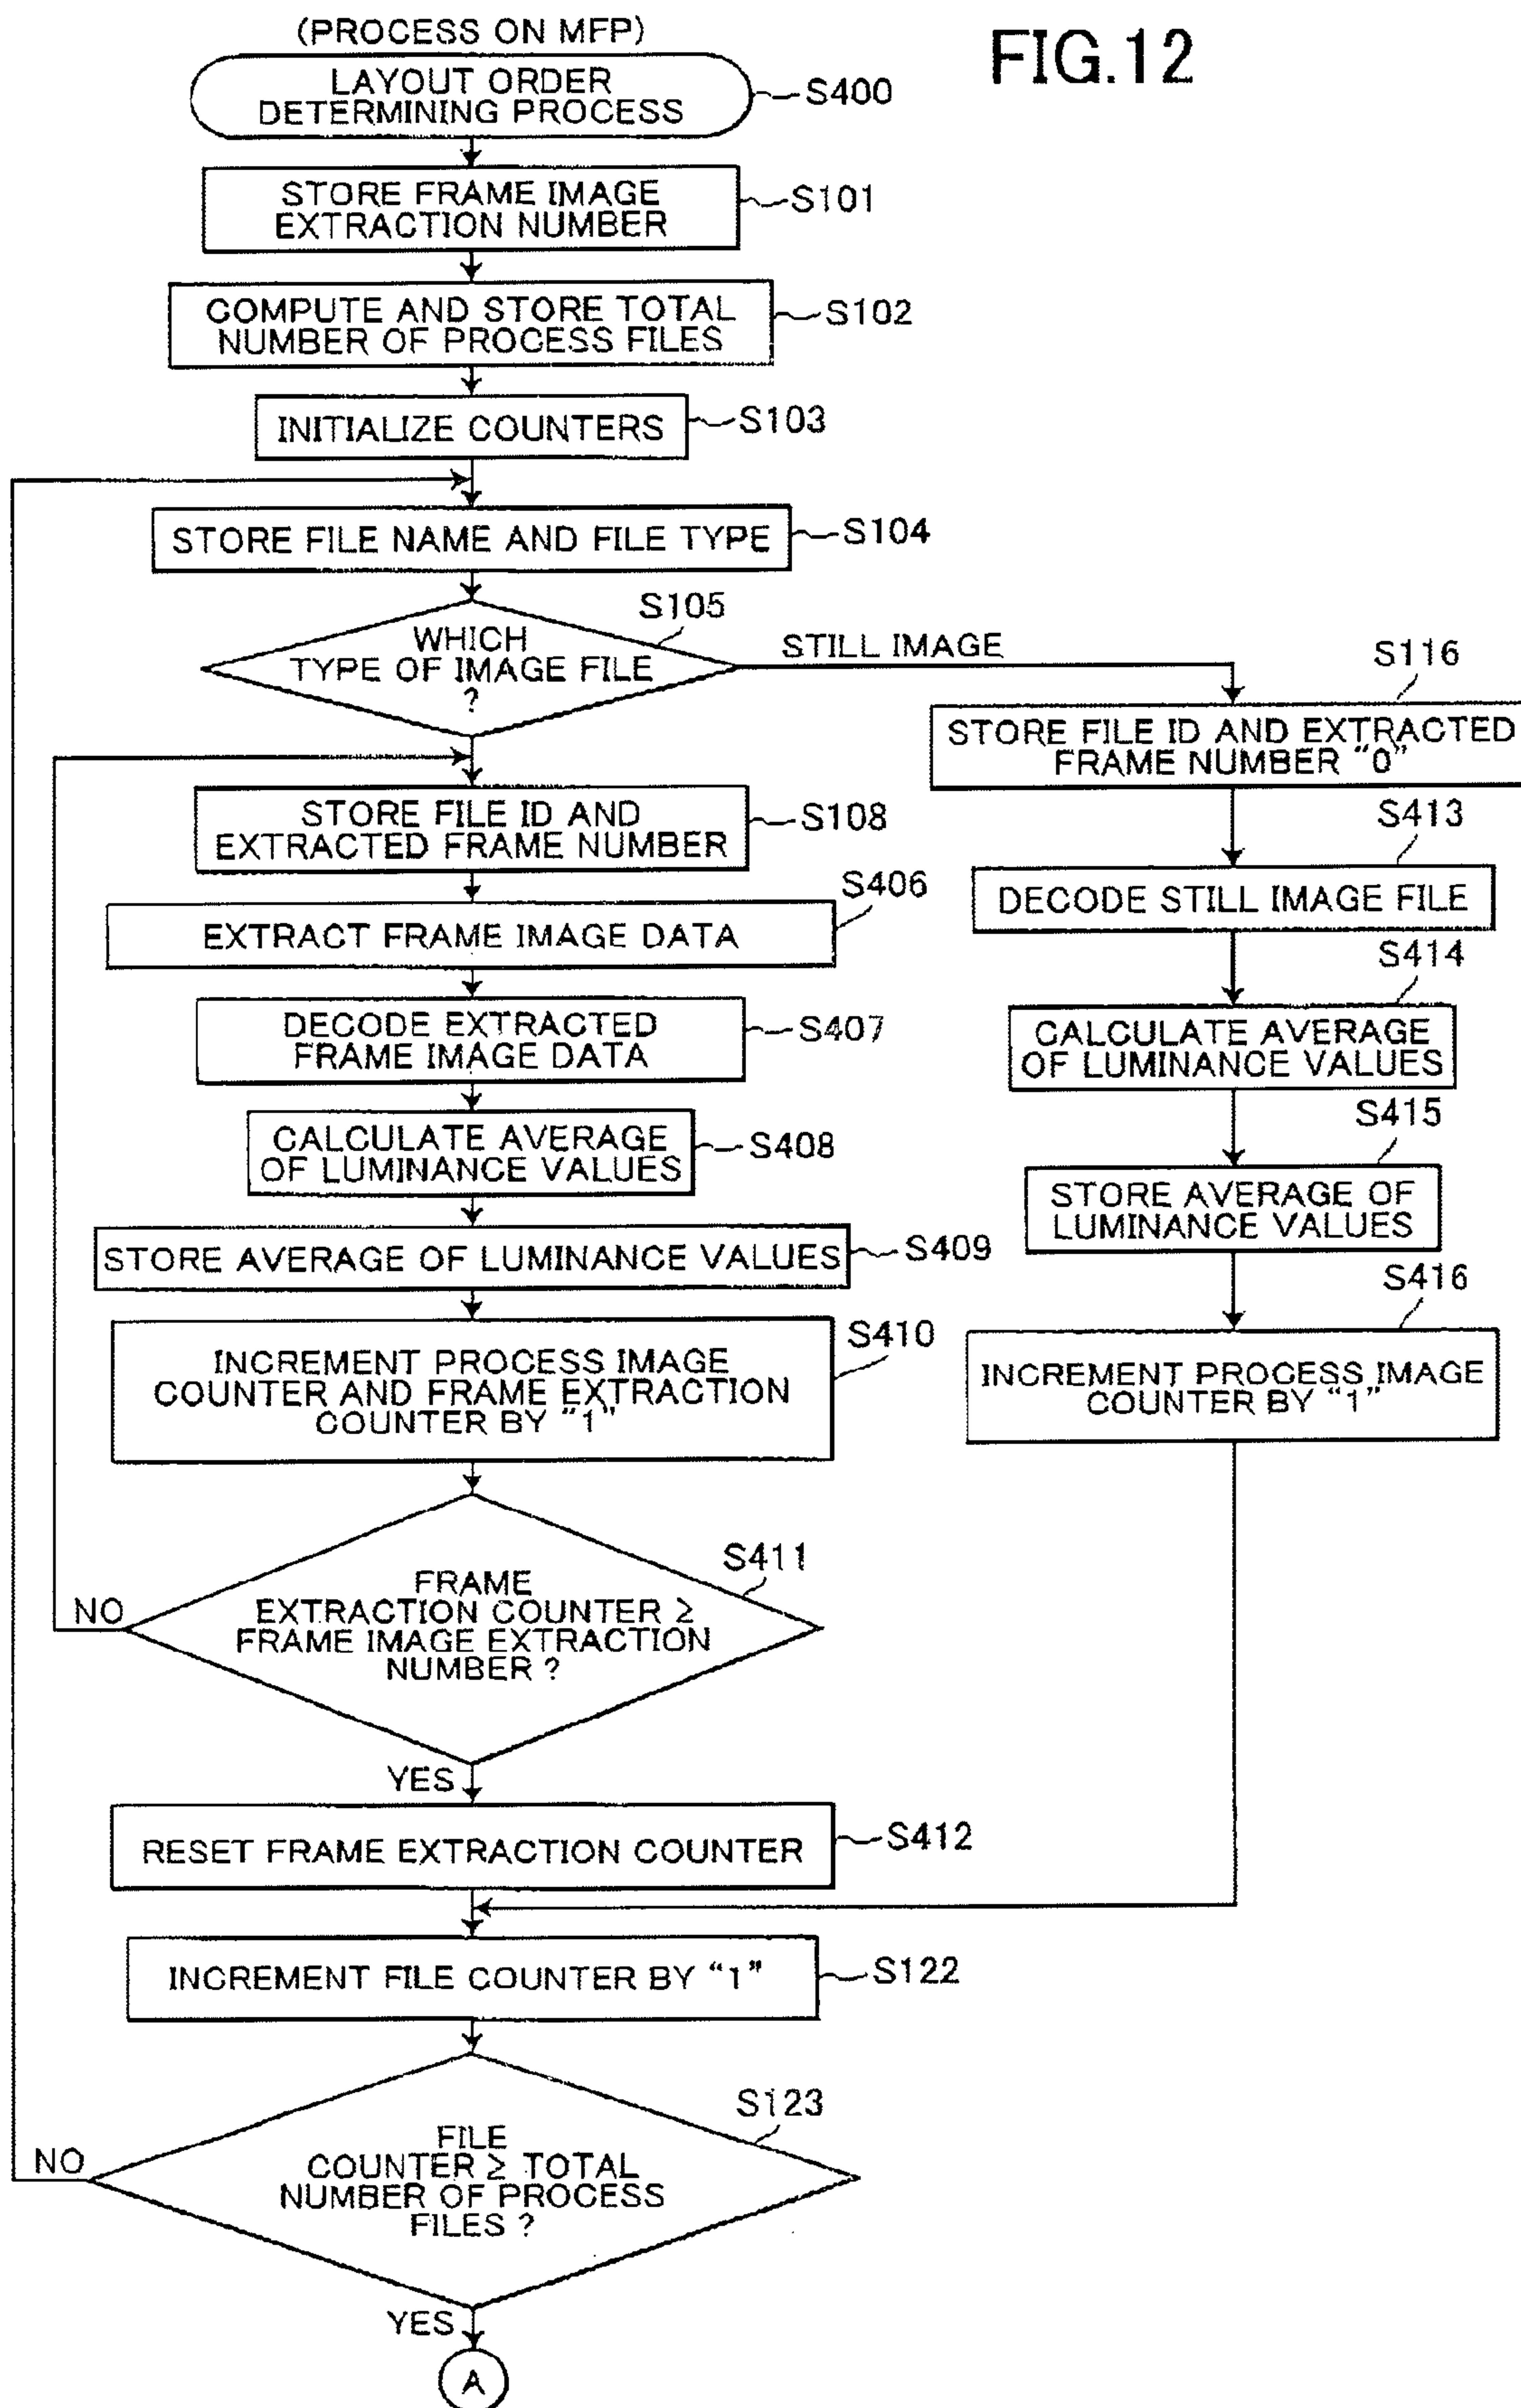 (PROCESS ON MFP)
FIG.12
LAYOUT ORDER
DETERMINING PROCESS
S400
STORE FRAME IMAGE
EXTRACTION NUMBER
S101
COMPUTE AND STORE TOTAL
NUMBER OF PROCESS FILES
S102
INITIALIZE COUNTERS
S103
STORE FILE NAME AND FILE TYPE
S104
S105
WHICH
TYPE OF IMAGE FILE
?
STILL IMAGE
S116
STORE FILE ID AND EXTRACTED
FRAME NUMBER "0"
STORE FILE ID AND
EXTRACTED FRAME NUMBER
S108
S413
DECODE STILL IMAGE FILE
S406
EXTRACT FRAME IMAGE DATA
S414
CALCULATE AVERAGE
OF LUMINANCE VALUES
DECODE EXTRACTED
FRAME IMAGE DATA
S407
S415
STORE AVERAGE OF
LUMINANCE VALUES
CALCULATE AVERAGE
OF LUMINANCE VALUES
S408
STORE AVERAGE OF LUMINANCE VALUES
S409
S416
INCREMENT PROCESS IMAGE
COUNTER BY "1"
S410
INCREMENT PROCESS IMAGE
COUNTER AND FRAME EXTRACTION
COUNTER BY "1"
S411
FRAME
EXTRACTION COUNTER ≥
FRAME IMAGE EXTRACTION
NUMBER ?
NO
YES
RESET FRAME EXTRACTION COUNTER
S412
INCREMENT FILE COUNTER BY "1"
S122
S123
FILE
COUNTER ≥ TOTAL
NUMBER OF PROCESS
FILES ?
NO
YES
A